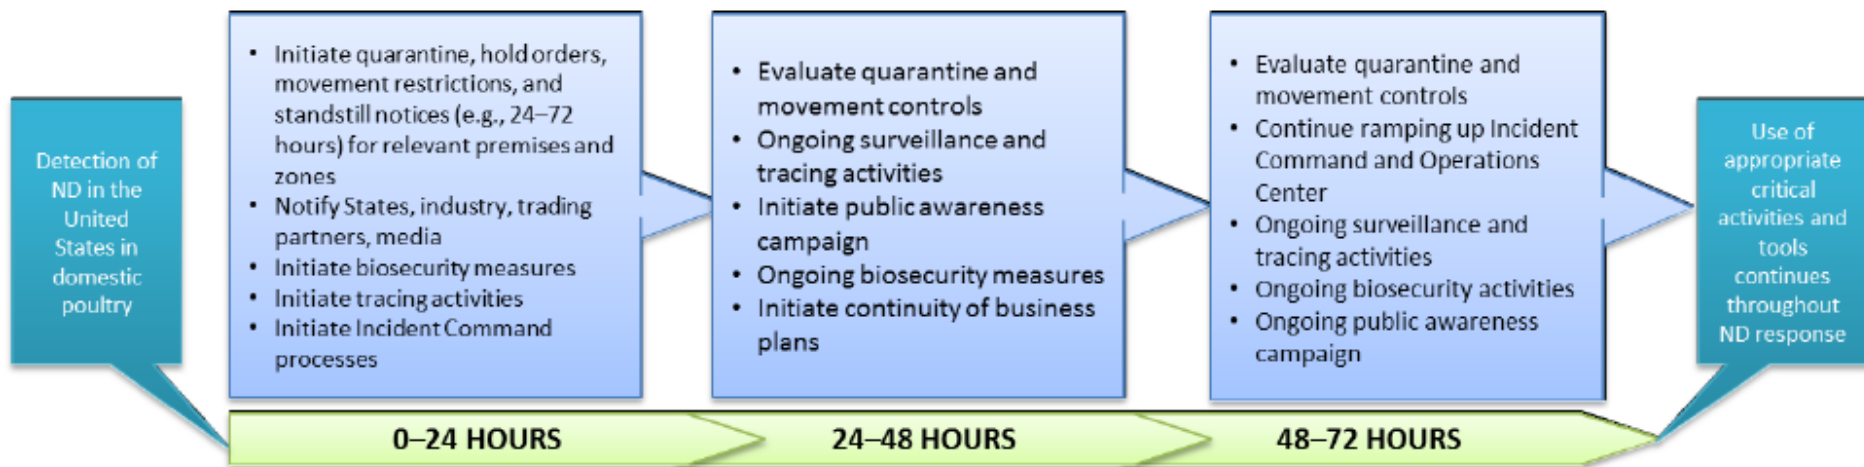 Detection of
ND in the
United
States in
domestic
poultry
• Initiate quarantine, hold orders,
movement restrictions, and
standstill notices (e.g., 24–72
hours) for relevant premises and
zones
• Notify States, industry, trading
partners, media
• Initiate biosecurity measures
• Initiate tracing activities
• Initiate Incident Command
processes
• Evaluate quarantine and
movement controls
• Ongoing surveillance and
tracing activities
• Initiate public awareness
campaign
• Ongoing biosecurity measures
• Initiate continuity of business
plans
• Evaluate quarantine and
movement controls
• Continue ramping up Incident
Command and Operations
Center
• Ongoing surveillance and
tracing activities
• Ongoing biosecurity activities
• Ongoing public awareness
campaign
Use of
appropriate
critical
activities and
tools
continues
throughout
ND response
0–24 HOURS
24–48 HOURS
48–72 HOURS